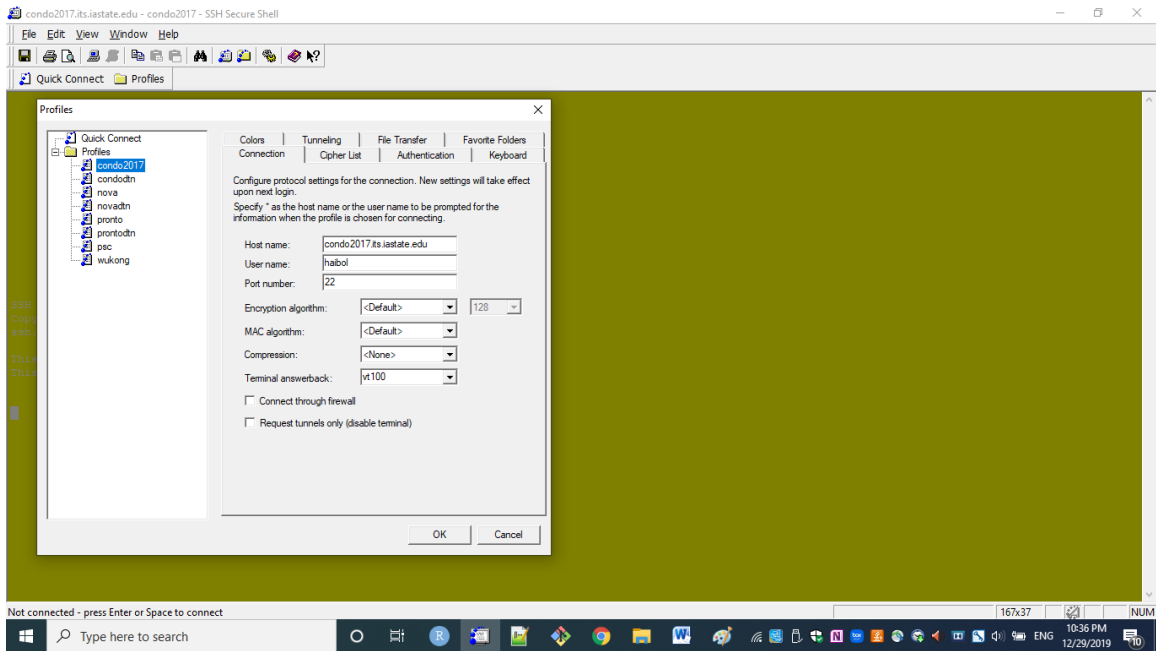 condo2017.its.iastate.edu - condo2017 - SSH Secure Shell
File Edit View Window Help
Quick Connect Profiles
Profiles
Quick Connect
Profiles
condo2017
condodtn
nova
novadtn
pronto
prontodtn
psc
wukong
Colors Tunneling File Transfer Favorite Folders
Connection Cipher List Authentication Keyboard
Configure protocol settings for the connection. New settings will take effect
upon next login.
Specify * as the host name or the user name to be prompted for the
information when the profile is chosen for connecting.
Host name: condo2017.its.iastate.edu
User name: haibol
Port number: 22
Encryption algorithm: <Default> 128
MAC algorithm: <Default>
Compression: <None>
Terminal answerback: vt100
Connect through firewall
Request tunnels only (disable terminal)
OK Cancel
SSH
This
This
Not connected - press Enter or Space to connect
167x37 NUM
Type here to search
R
W
N
ENG
10:36 PM
12/29/2019
10